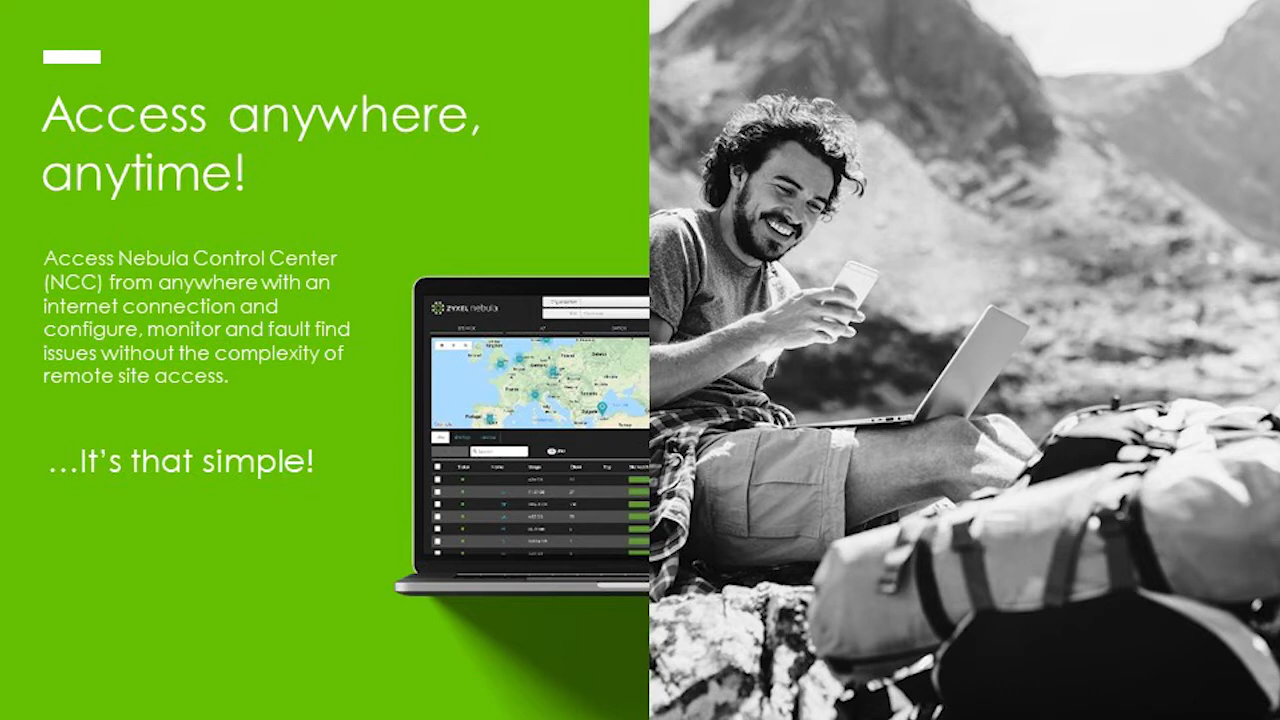 Access anywhere,
anytime!
Access Nebula Control Center
(NCC) from anywhere with an
internet connection and
configure, monitor and fault find
issues without the complexity of
remote site access.
…It's that simple!
ZYXEL nebula